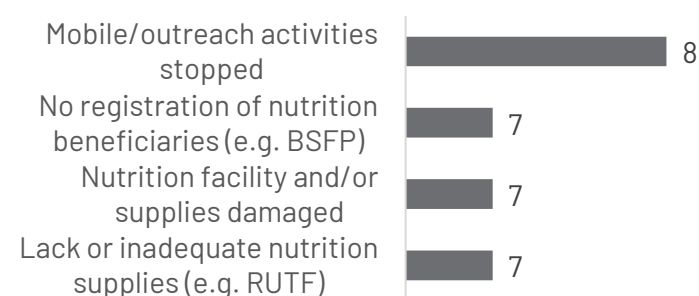 Mobile/outreach activities
stopped
8
No registration of nutrition
beneficiaries (e.g. BSFP)
7
Nutrition facility and/or
supplies damaged
7
Lack or inadequate nutrition
supplies (e.g. RUTF)
7